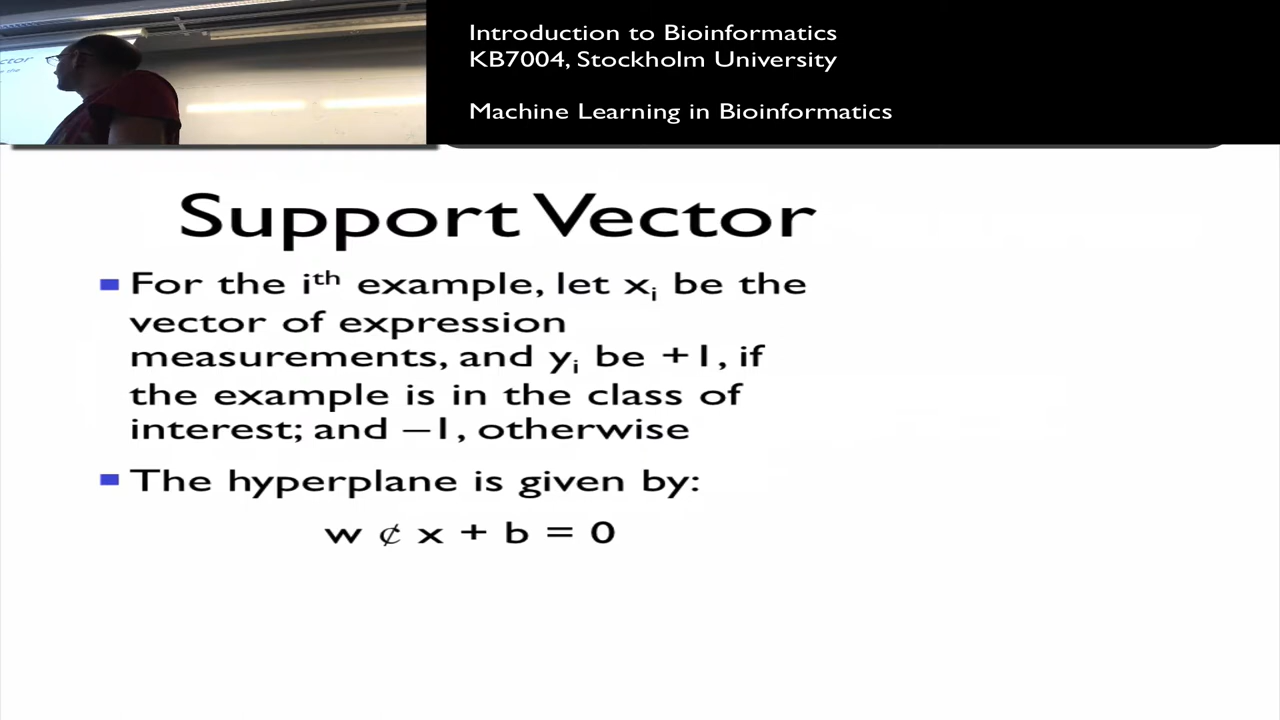 Introduction to Bioinformatics
KB7004, Stockholm University
Machine Learning in Bioinformatics
Support Vector
For the ith example, let xi be the
vector of expression
measurements, and yi be +1, if
the example is in the class of
interest; and –1, otherwise
The hyperplane is given by:
w ¢ x + b = 0